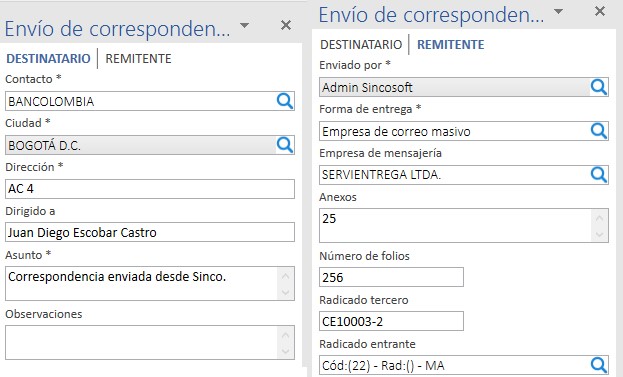 Envío de corresponden...
DESTINATARIO | REMITENTE
Contacto *
BANCOLOMBIA
Ciudad *
BOGOTÁ D.C.
Dirección *
AC 4
Dirigido a
Juan Diego Escobar Castro
Asunto *
Correspondencia enviada desde Sinco.
Observaciones
Envío de corresponden...
DESTINATARIO | REMITENTE
Enviado por *
Admin Sincosoft
Forma de entrega *
Empresa de correo masivo
Empresa de mensajería
SERVIENTREGA LTDA.
Anexos
25
Número de folios
256
Radicado tercero
CE10003-2
Radicado entrante
Cód:(22) - Rad:() - MA